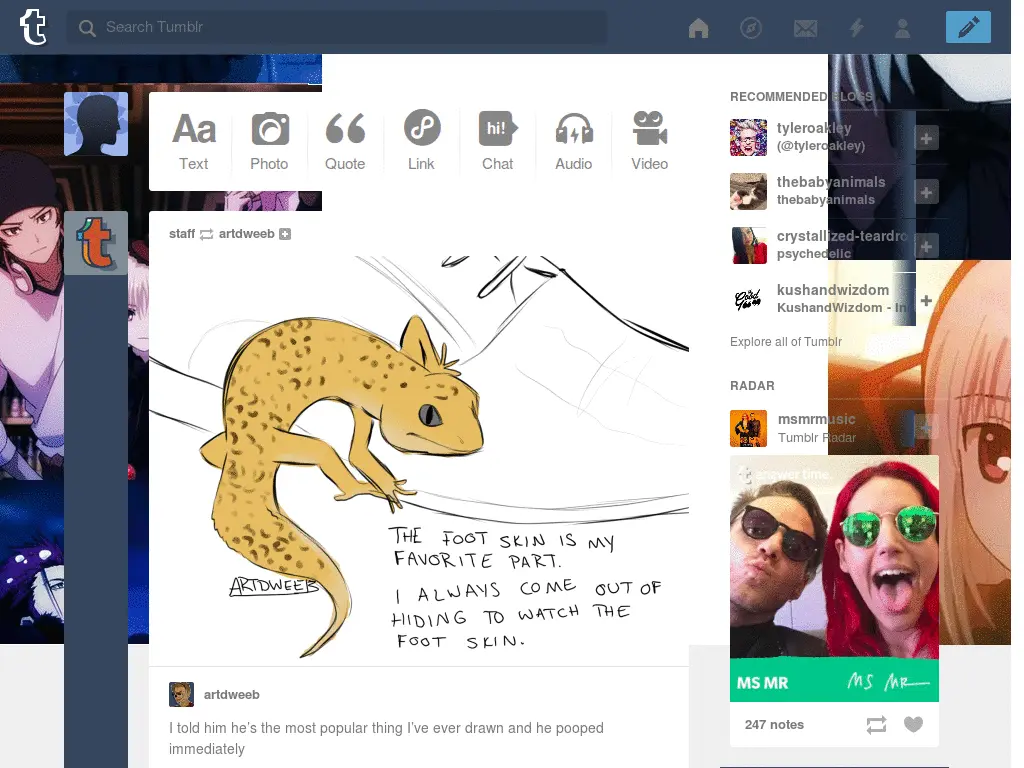 Search Tumblr
Aa
hi!
Text
Photo
Quote
Link
Chat
Audio
Video
staff artdweeb
THE FOOT SKIN IS MY
FAVORITE PART.
I ALWAYS COME OUT OF
HIDING TO WATCH THE
FOOT SKIN.
ARTDWEEB
artdweeb
I told him he's the most popular thing I've ever drawn and he pooped
immediately
RECOMMENDED BLOGS
tyleroakley
(@tyleroakley)
thebabyanimals
thebabyanimals
crystallized-teardro
psychedelic
kushandwizdom
KushandWizdom - In
Explore all of Tumblr
RADAR
msmrmusic
Tumblr Radar
answer time.
MS MR
MS MR
247 notes